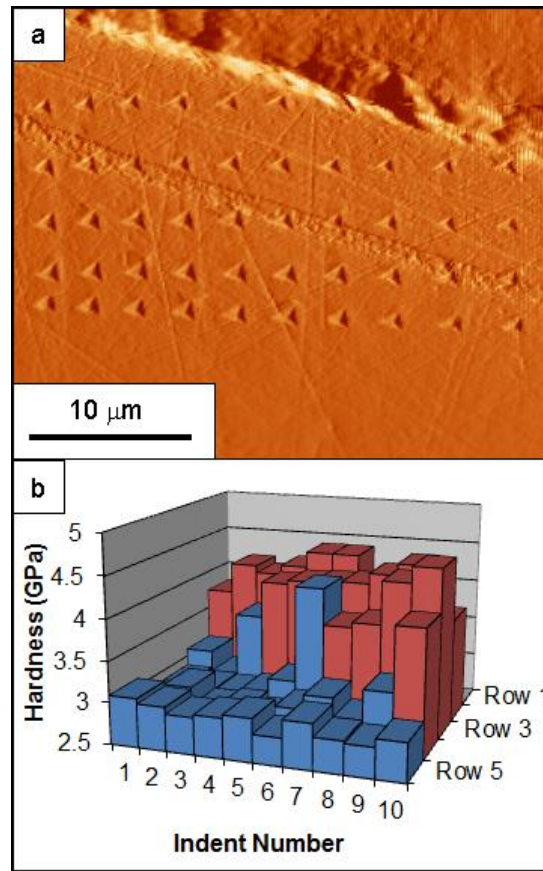 a
10 μm
b
Hardness (GPa)
5
4.5
4
3.5
3
2.5
1 2 3 4 5 6 7 8 9 10
Row 1
Row 3
Row 5
Indent Number